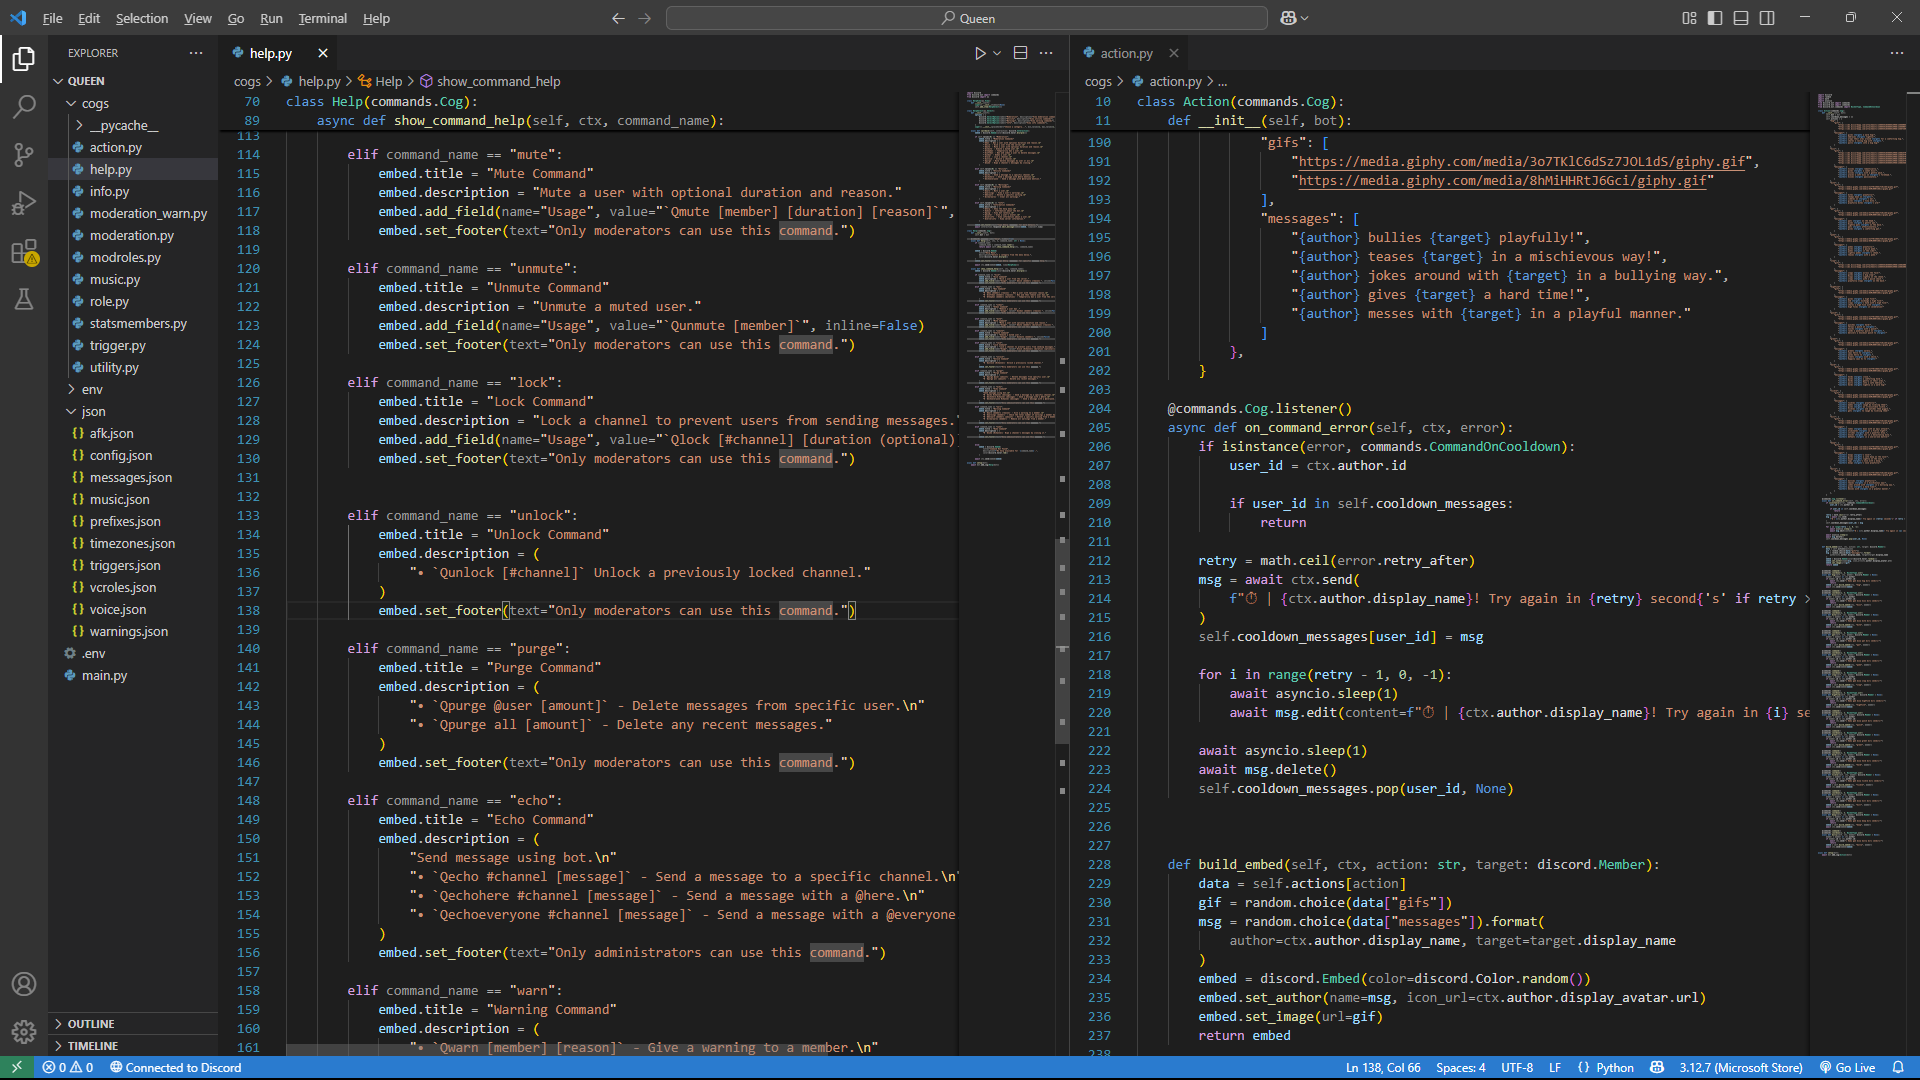 File Edit Selection View Go Run Terminal Help
Queen
EXPLORER
QUEEN
cogs
__pycache__
action.py
help.py
info.py
moderation_warn.py
moderation.py
modroles.py
music.py
role.py
statsmembers.py
trigger.py
utility.py
env
json
afk.json
config.json
messages.json
music.json
prefixes.json
timezones.json
triggers.json
vcroles.json
voice.json
warnings.json
.env
main.py
OUTLINE
TIMELINE
help.py
cogs > help.py > Help > show_command_help
70 class Help(commands.Cog):
89 async def show_command_help(self, ctx, command_name):
113
114 elif command_name == "mute":
115 embed.title = "Mute Command"
116 embed.description = "Mute a user with optional duration and reason."
117 embed.add_field(name="Usage", value="`Qmute [member] [duration] [reason]`",
118 embed.set_footer(text="Only moderators can use this command.")
119
120 elif command_name == "unmute":
121 embed.title = "Unmute Command"
122 embed.description = "Unmute a muted user."
123 embed.add_field(name="Usage", value="`Qunmute [member]`", inline=False)
124 embed.set_footer(text="Only moderators can use this command.")
125
126 elif command_name == "lock":
127 embed.title = "Lock Command"
128 embed.description = "Lock a channel to prevent users from sending messages."
129 embed.add_field(name="Usage", value="`Qlock [#channel] [duration (optional)]
130 embed.set_footer(text="Only moderators can use this command.")
131
132
133 elif command_name == "unlock":
134 embed.title = "Unlock Command"
135 embed.description = (
136 "• `Qunlock [#channel]` Unlock a previously locked channel."
137 )
138 embed.set_footer(text="Only moderators can use this command.")
139
140 elif command_name == "purge":
141 embed.title = "Purge Command"
142 embed.description = (
143 "• `Qpurge @user [amount]` - Delete messages from specific user.\n"
144 "• `Qpurge all [amount]` - Delete any recent messages."
145 )
146 embed.set_footer(text="Only moderators can use this command.")
147
148 elif command_name == "echo":
149 embed.title = "Echo Command"
150 embed.description = (
151 "Send message using bot.\n"
152 "• `Qecho #channel [message]` - Send a message to a specific channel.\n"
153 "• `Qechohere #channel [message]` - Send a message with a @here.\n"
154 "• `Qechoeveryone #channel [message]` - Send a message with a @everyone
155 )
156 embed.set_footer(text="Only administrators can use this command.")
157
158 elif command_name == "warn":
159 embed.title = "Warning Command"
160 embed.description = (
161 "• `Qwarn [member] [reason]` - Give a warning to a member.\n"
action.py
cogs > action.py > ...
10 class Action(commands.Cog):
11 def __init__(self, bot):
190 "gifs": [
191 "https://media.giphy.com/media/3o7TKlC6dSz7JOL1dS/giphy.gif",
192 "https://media.giphy.com/media/8hMiHHRtJ6Gci/giphy.gif"
193 ],
194 "messages": [
195 "{author} bullies {target} playfully!",
196 "{author} teases {target} in a mischievous way!",
197 "{author} jokes around with {target} in a bullying way.",
198 "{author} gives {target} a hard time!",
199 "{author} messes with {target} in a playful manner."
200 ]
201 },
202 }
203
204 @commands.Cog.listener()
205 async def on_command_error(self, ctx, error):
206 if isinstance(error, commands.CommandOnCooldown):
207 user_id = ctx.author.id
208
209 if user_id in self.cooldown_messages:
210 return
211
212 retry = math.ceil(error.retry_after)
213 msg = await ctx.send(
214 f"⏱ | {ctx.author.display_name}! Try again in {retry} second{'s' if retry >
215 )
216 self.cooldown_messages[user_id] = msg
217
218 for i in range(retry - 1, 0, -1):
219 await asyncio.sleep(1)
220 await msg.edit(content=f"⏱ | {ctx.author.display_name}! Try again in {i} se
221
222 await asyncio.sleep(1)
223 await msg.delete()
224 self.cooldown_messages.pop(user_id, None)
225
226
227
228 def build_embed(self, ctx, action: str, target: discord.Member):
229 data = self.actions[action]
230 gif = random.choice(data["gifs"])
231 msg = random.choice(data["messages"]).format(
232 author=ctx.author.display_name, target=target.display_name
233 )
234 embed = discord.Embed(color=discord.Color.random())
235 embed.set_author(name=msg, icon_url=ctx.author.display_avatar.url)
236 embed.set_image(url=gif)
237 return embed
238
0 0 Connected to Discord
Ln 138, Col 66 Spaces: 4 UTF-8 LF {} Python 3.12.7 (Microsoft Store) Go Live